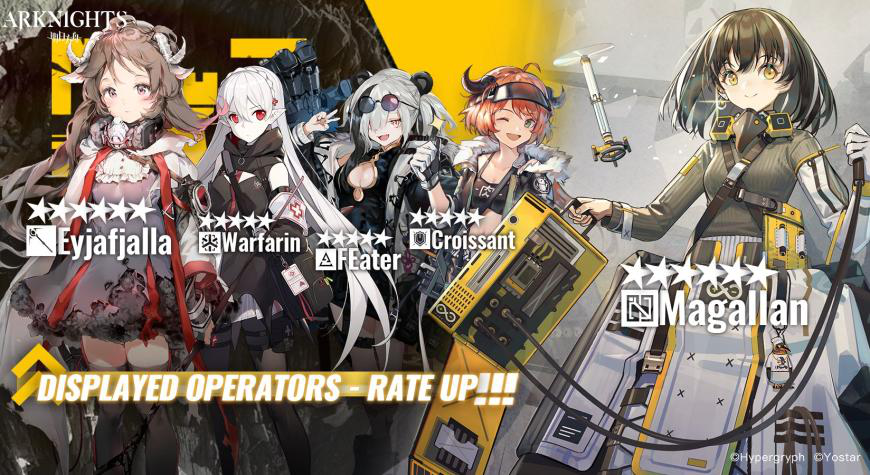 ARKNIGHTS
明日方舟
★★★★★★
Eyjafjalla
★★★★★
Warfarin
★★★★★
FEater
★★★★★
Croissant
★★★★★★
Magallan
DISPLAYED OPERATORS - RATE UP!!!
©Hypergryph ©Yostar